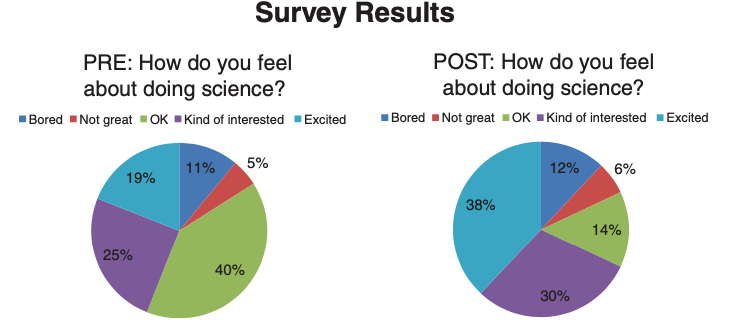 Survey Results
PRE: How do you feel
about doing science?
Bored Not great OK Kind of interested Excited
11%
5%
40%
25%
19%
POST: How do you feel
about doing science?
Bored Not great OK Kind of interested Excited
12%
6%
14%
30%
38%